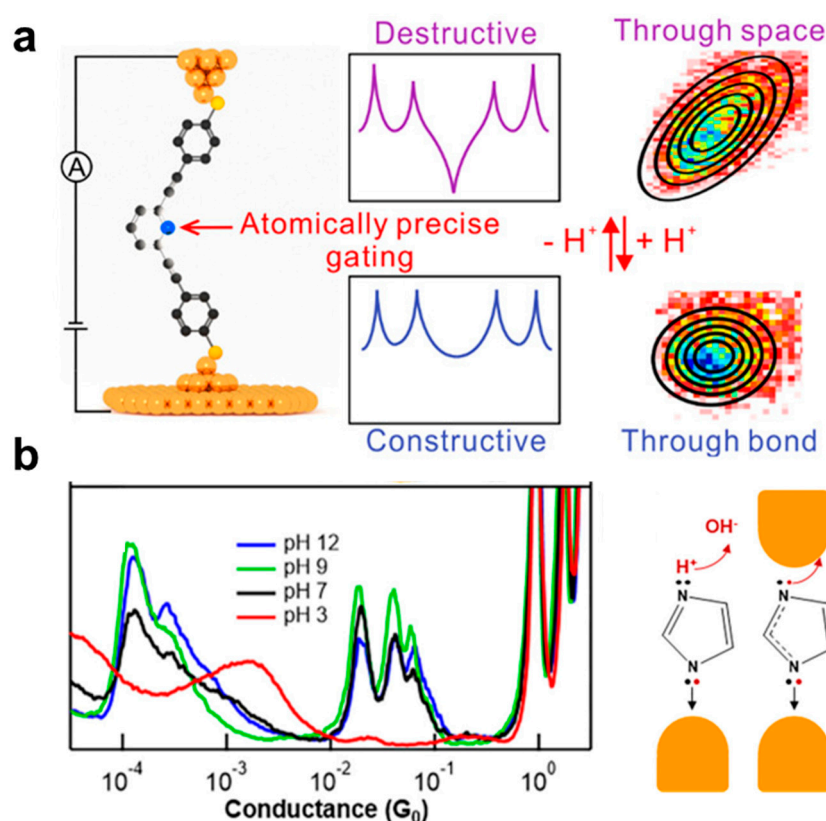 a
Destructive
Through space
A
Atomically precise
gating
- H⁺ + H⁺
Constructive
Through bond
b
pH 12
pH 9
pH 7
pH 3
OH⁻
H⁺
N
N
N
N
10⁻⁴ 10⁻³ 10⁻² 10⁻¹ 10⁰
Conductance (G₀)